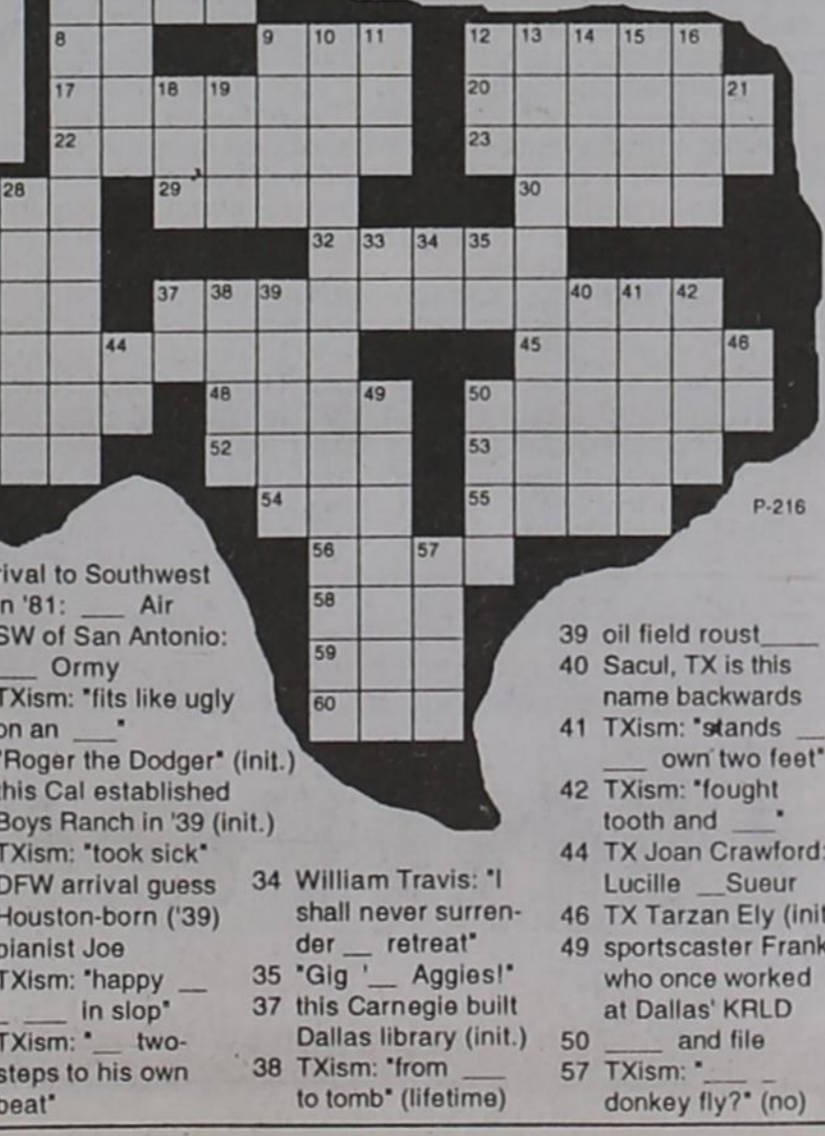 8 9 10 11 12 13 14 15 16
17 18 19 20 21
22 23
28 29 30
32 33 34 35
37 38 39 40 41 42
44 45 46
48 49 50
52 53
54 55
P-216
56 57
58
59
60
ival to Southwest
n '81: ___ Air
SW of San Antonio:
___ Ormy
TXism: "fits like ugly
on an ___"
"Roger the Dodger" (init.)
this Cal established
Boys Ranch in '39 (init.)
TXism: "took sick"
DFW arrival guess
Houston-born ('39)
pianist Joe
TXism: "happy __
_ ___ in slop"
TXism: "__ two-
steps to his own
beat"
34 William Travis: "I
shall never surren-
der __ retreat"
35 "Gig '__ Aggies!"
37 this Carnegie built
Dallas library (init.)
38 TXism: "from ___
to tomb" (lifetime)
39 oil field roust____
40 Sacul, TX is this
name backwards
41 TXism: "stands __
___ own two feet"
42 TXism: "fought
tooth and ___"
44 TX Joan Crawford:
Lucille __Sueur
46 TX Tarzan Ely (init
49 sportscaster Frank
who once worked
at Dallas' KRLD
50 ____ and file
57 TXism: "___ _
donkey fly?" (no)